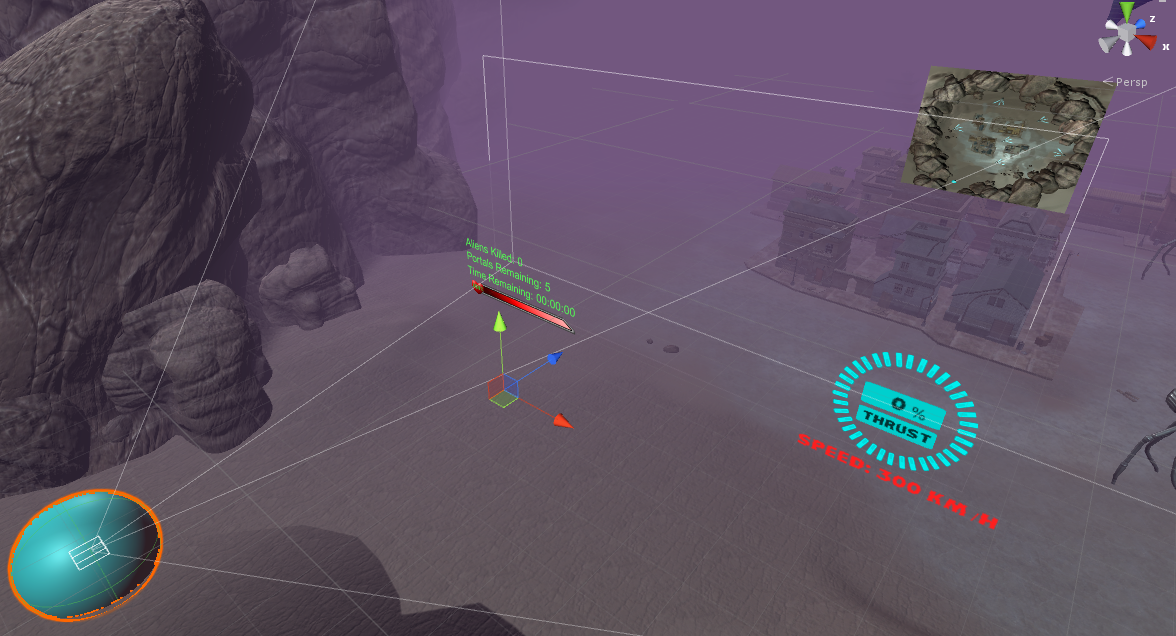 z
x
Persp
Aliens Killed: 0
Portals Remaining: 5
Time Remaining: 00:00:00
0 %
THRUST
SPEED: 300 KM/H